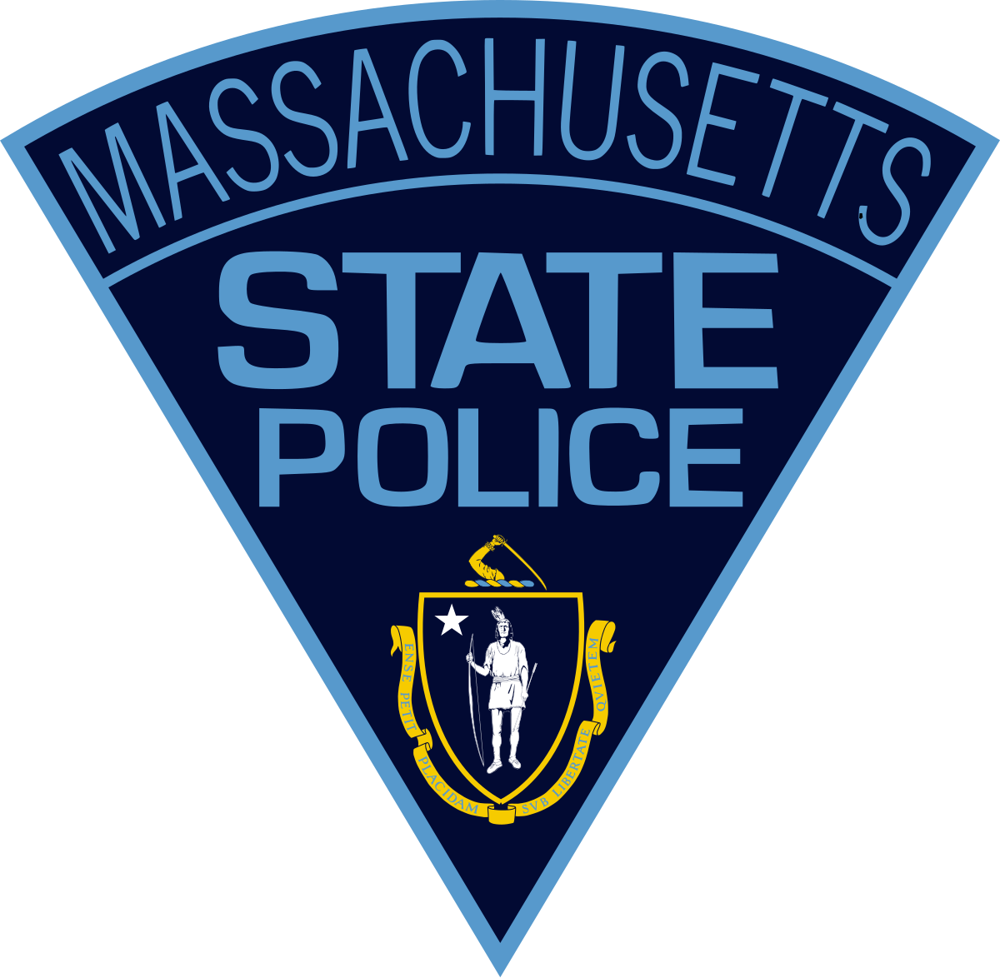 MASSACHUSETTS
STATE
POLICE
ENSE PETIT
PLACIDAM
SVB LIBERTATE
QVIETEM